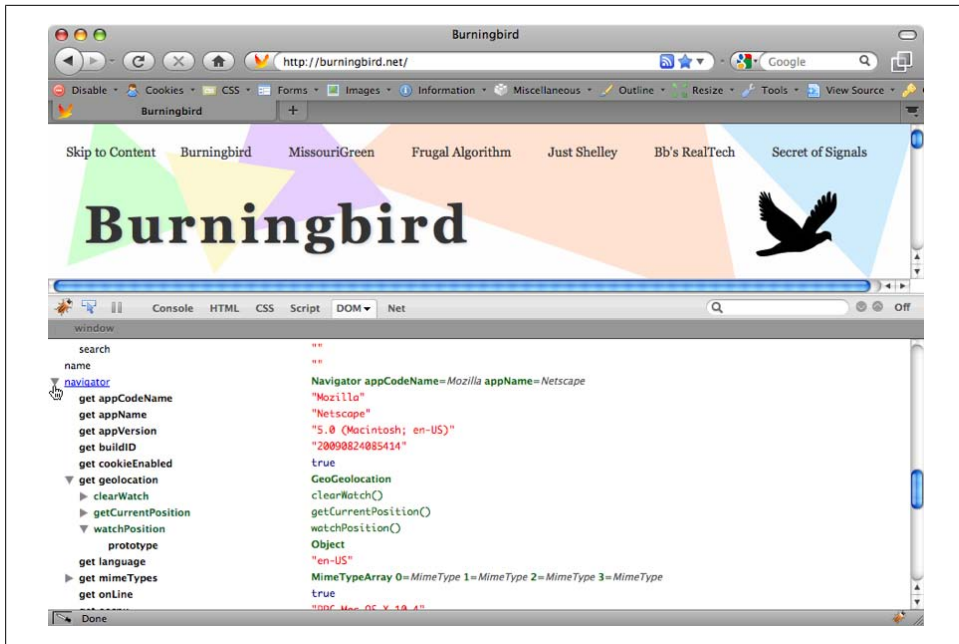 Burningbird
http://burningbird.net/
Google
Disable Cookies CSS Forms Images Information Miscellaneous Outline Resize Tools View Source
Burningbird +
Skip to Content Burningbird MissouriGreen Frugal Algorithm Just Shelley Bb's RealTech Secret of Signals
Burningbird
Console HTML CSS Script DOM Net Off
window
search ""
name ""
navigator Navigator appCodeName=Mozilla appName=Netscape
get appCodeName "Mozilla"
get appName "Netscape"
get appVersion "5.0 (Macintosh; en-US)"
get buildID "20090824085414"
get cookieEnabled true
get geolocation GeoGeolocation
clearWatch clearWatch()
getCurrentPosition getCurrentPosition()
watchPosition watchPosition()
prototype Object
get language "en-US"
get mimeTypes MimeTypeArray 0=MimeType 1=MimeType 2=MimeType 3=MimeType
get onLine true
get "PPC Mac OS X 10.4"
Done